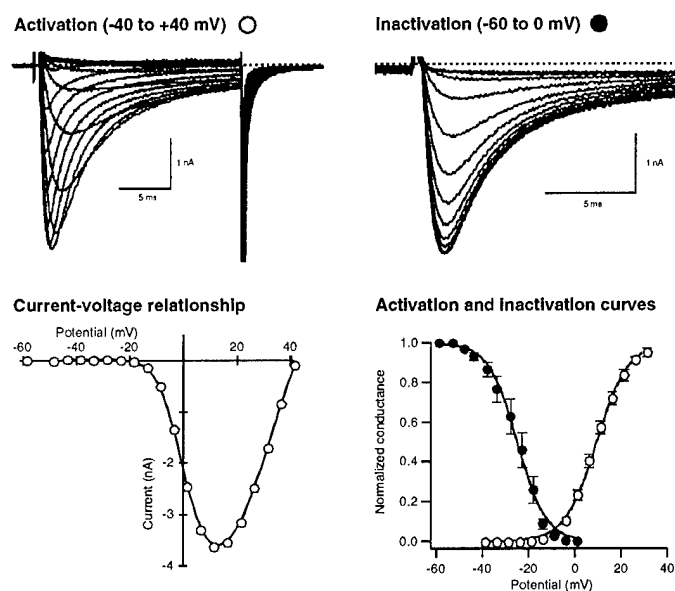 Activation (-40 to +40 mV)
Inactivation (-60 to 0 mV)
1 nA
5 ms
1 nA
5 ms
Current-voltage relationship
Potential (mV)
-60
-40
-20
20
40
-2
-3
-4
Current (nA)
Activation and inactivation curves
1.0
0.8
0.6
0.4
0.2
0.0
Normalized conductance
-60
-40
-20
0
20
40
Potential (mV)